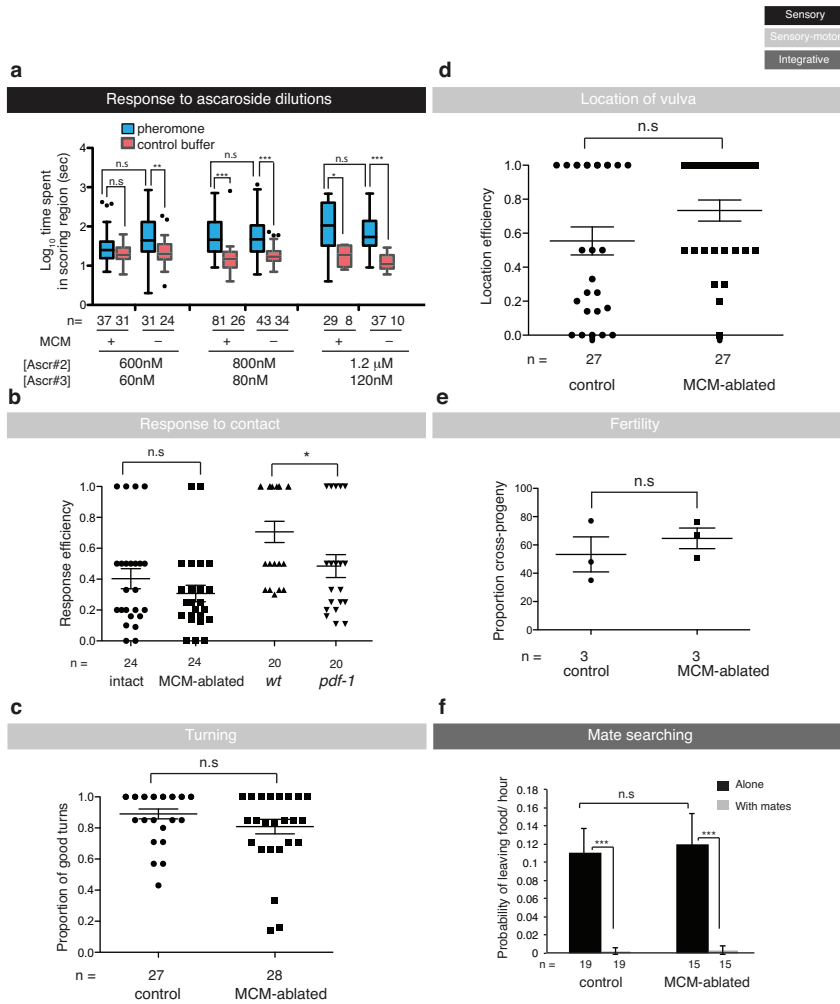 Sensory
Sensory-motor
Integrative
a
Response to ascaroside dilutions
pheromone
control buffer
Log10 time spent
in scoring region (sec)
4
3
2
1
0
n.s
n.s
**
n.s
***
***
n.s
*
***
n= 37 31 31 24 81 26 43 34 29 8 37 10
MCM + − + − + −
[Ascr#2] 600nM 800nM 1.2 µM
[Ascr#3] 60nM 80nM 120nM
b
Response to contact
Response efficiency
1.0
0.8
0.6
0.4
0.2
0.0
n.s
*
n = 24 24 20 20
intact MCM-ablated wt pdf-1
c
Turning
Proportion of good turns
1.0
0.8
0.6
0.4
0.2
0.0
n.s
n = 27 28
control MCM-ablated
d
Location of vulva
n.s
Location efficiency
1.0
0.8
0.6
0.4
0.2
0.0
n = 27 27
control MCM-ablated
e
Fertility
n.s
Proportion cross-progeny
100
80
60
40
20
0
n = 3 3
control MCM-ablated
f
Mate searching
Alone
With mates
Probability of leaving food/ hour
0.18
0.16
0.14
0.12
0.1
0.08
0.06
0.04
0.02
0
n.s
***
***
n = 19 19 15 15
control MCM-ablated